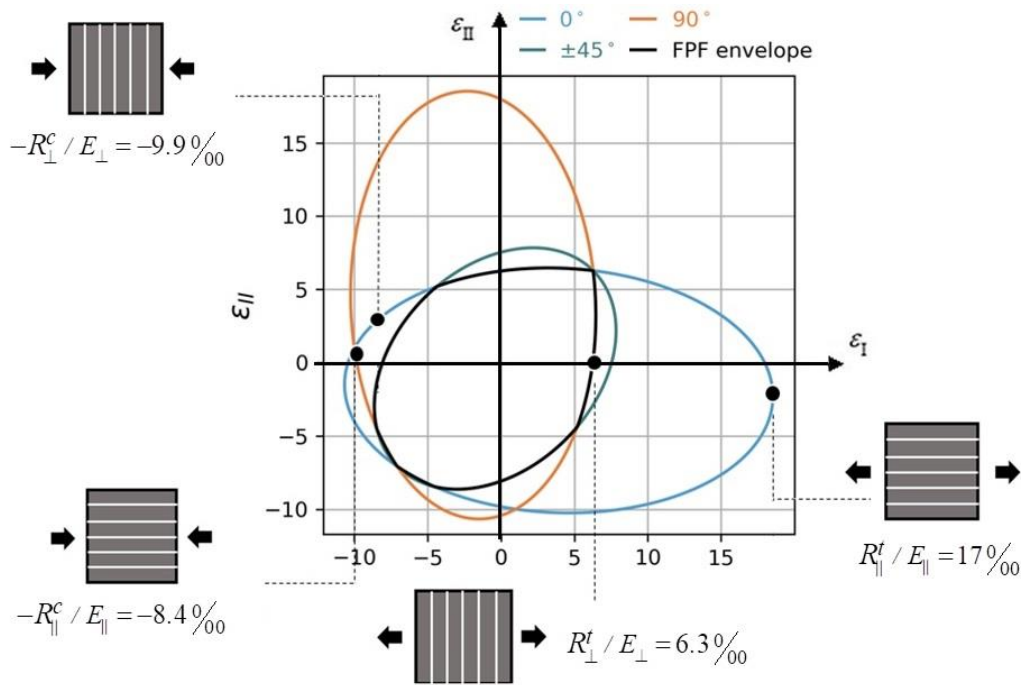 ε_II
0°
90°
±45°
FPF envelope
−R⊥^c / E⊥ = −9.9 ‰
15
10
5
0
−5
−10
ε_II
ε_I
−10
−5
0
5
10
15
−R∥^c / E∥ = −8.4 ‰
R⊥^t / E⊥ = 6.3 ‰
R∥^t / E∥ = 17 ‰